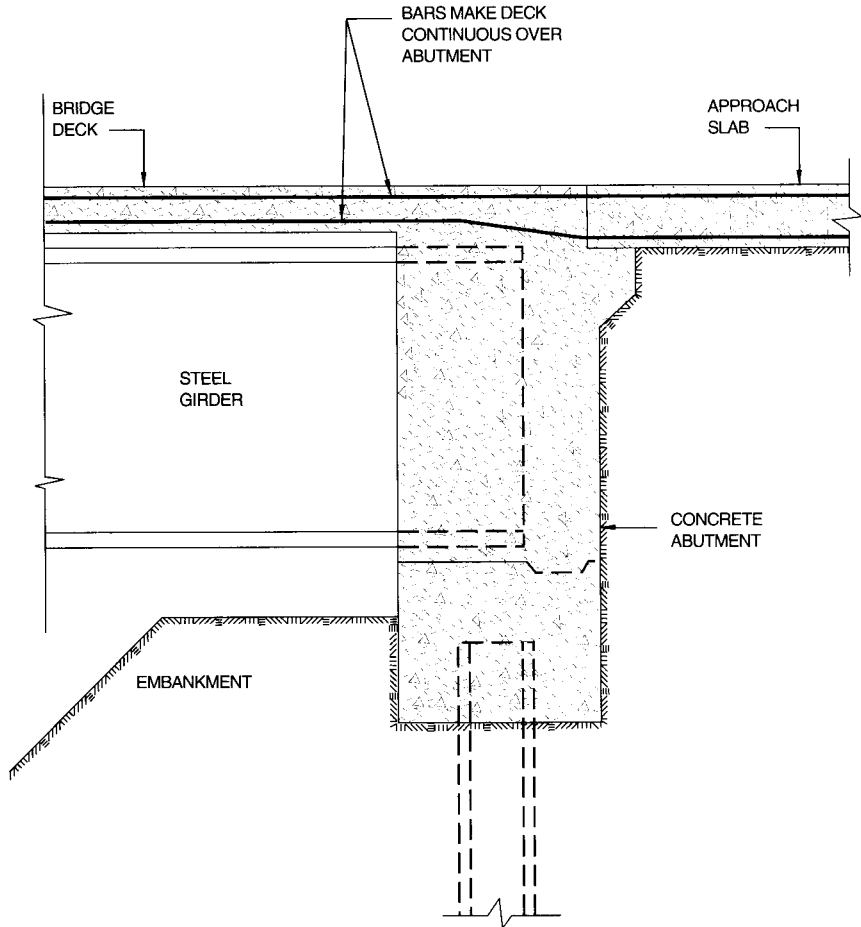 BARS MAKE DECK
CONTINUOUS OVER
ABUTMENT
BRIDGE
DECK
APPROACH
SLAB
STEEL
GIRDER
CONCRETE
ABUTMENT
EMBANKMENT